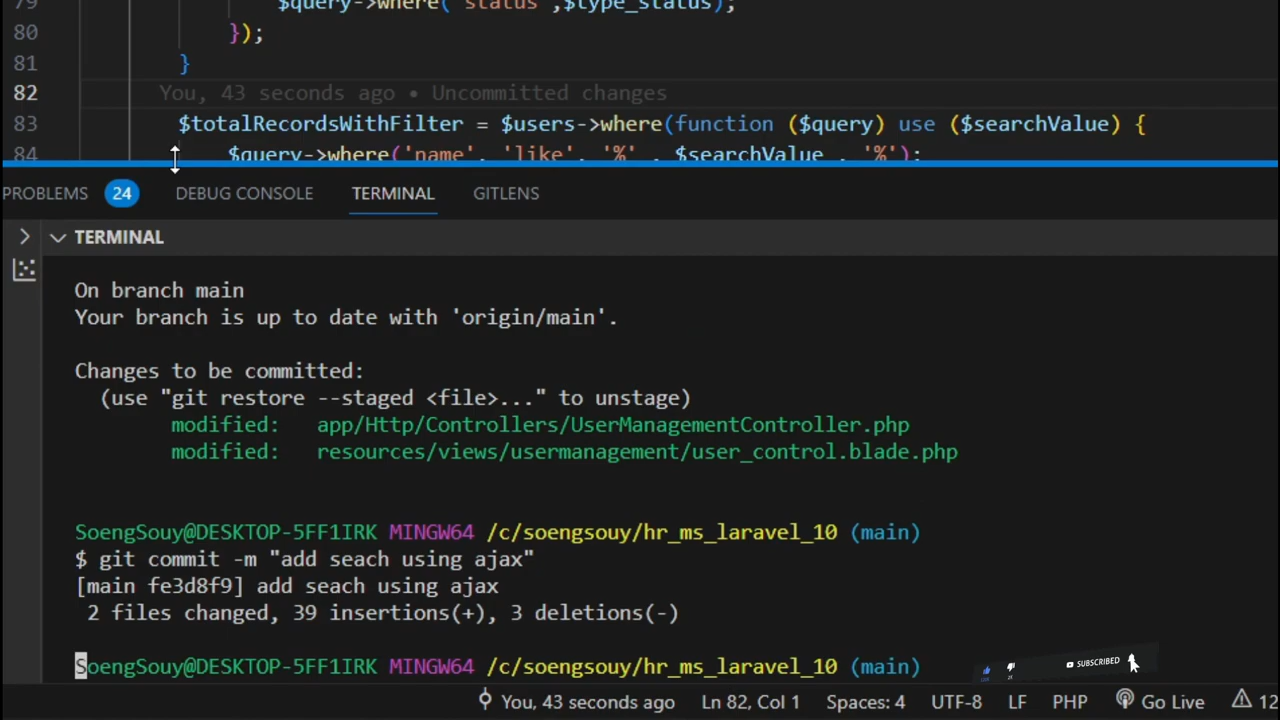 79 $query->where('status',$type_status);
80 });
81 }
82 You, 43 seconds ago • Uncommitted changes
83 $totalRecordsWithFilter = $users->where(function ($query) use ($searchValue) {
84 $query->where('name', 'like', '%' . $searchValue . '%');
PROBLEMS 24 DEBUG CONSOLE TERMINAL GITLENS
TERMINAL
On branch main
Your branch is up to date with 'origin/main'.
Changes to be committed:
(use "git restore --staged <file>..." to unstage)
modified: app/Http/Controllers/UserManagementController.php
modified: resources/views/usermanagement/user_control.blade.php
SoengSouy@DESKTOP-5FF1IRK MINGW64 /c/soengsouy/hr_ms_laravel_10 (main)
$ git commit -m "add seach using ajax"
[main fe3d8f9] add seach using ajax
2 files changed, 39 insertions(+), 3 deletions(-)
SoengSouy@DESKTOP-5FF1IRK MINGW64 /c/soengsouy/hr_ms_laravel_10 (main)
SUBSCRIBED
You, 43 seconds ago Ln 82, Col 1 Spaces: 4 UTF-8 LF PHP Go Live 12